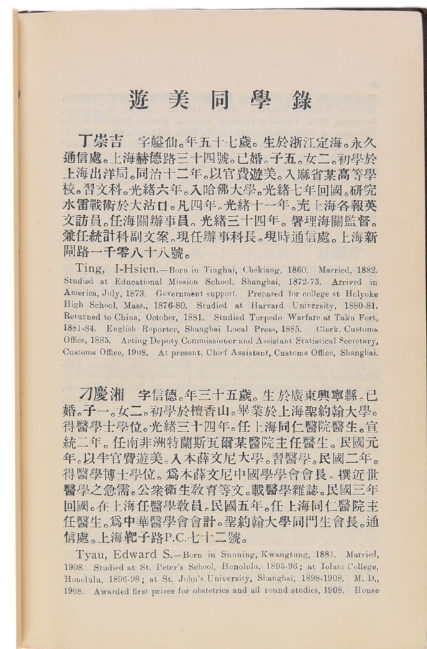 遊美同學錄
丁崇吉 字艗仙。年五十七歲。生於浙江定海。永久
通信處。上海赫德路三十四號。已婚。子五。女二。初學於
上海出洋局。同治十二年。以官費遊美。入麻省某高等學
校。習文科。光緒六年。入哈佛大學。光緒七年回國。研究
水雷戰術於大沽口。凡四年。光緒十一年。充上海各報英
文訪員。任海關辦事員。光緒三十四年。署理海關監督。
兼任統計科副文案。現任辦事科長。現時通信處。上海新
閘路一千零八十八號。
Ting, I-Hsien.—Born in Tinghai, Chekiang, 1860. Married, 1882.
Studied at Educational Mission School, Shanghai, 1872-73. Arrived in
America, July, 1873. Government support. Prepared for college at Holyoke
High School, Mass., 1876-80. Studied at Harvard University, 1880-81.
Returned to China, October, 1881. Studied Torpedo Warfare at Taku Fort,
1881-84. English Reporter, Shanghai Local Press, 1885. Clerk, Customs
Office, 1885. Acting Deputy Commissioner and Assistant Statistical Secretary,
Customs Office, 1908. At present, Chief Assistant, Customs Office, Shanghai.
刁慶湘 字信德。年三十五歲。生於廣東興寧縣。已
婚。子一。女二。初學於檀香山。畢業於上海聖約翰大學。
得醫學士學位。光緒三十四年。任上海同仁醫院醫生。宣
統二年。任南非洲特蘭斯瓦爾某醫院主任醫生。民國元
年。以半官費遊美。入本薛文尼大學。習醫學。民國二年。
得醫學博士學位。爲本薛文尼中國學學會會長。撰近世
醫學之急需。公衆衛生敎育等文。載醫學雜誌。民國三年
回國。在上海任醫學敎員。民國五年。任上海同仁醫院主
任醫生。爲中華醫學會會計。聖約翰大學同門生會長。通
信處。上海靶子路P.C.七十二號。
Tyau, Edward S.—Born in Sunning, Kwangtung, 1881. Married,
1908. Studied at St. Peter's School, Honolulu, 1895-96; at Iolani College,
Honolulu, 1896-98; at St. John's University, Shanghai, 1898-1908. M. D.,
1908. Awarded first prizes for obstetrics and all round studies, 1908. House